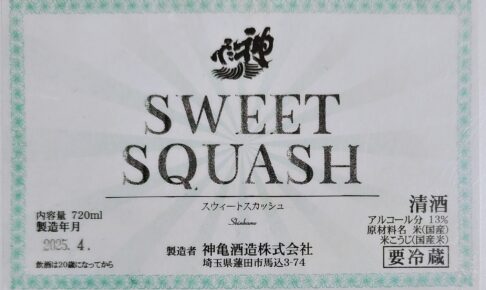 神亀
SWEET
SQUASH
スウィートスカッシュ
Shinkame
内容量 720ml
製造年月
2025. 4.
飲酒は20歳になってから
製造者 神亀酒造株式会社
埼玉県蓮田市馬込3-74
清酒
アルコール分 13%
原材料名 米(国産)
米こうじ(国産米)
要冷蔵